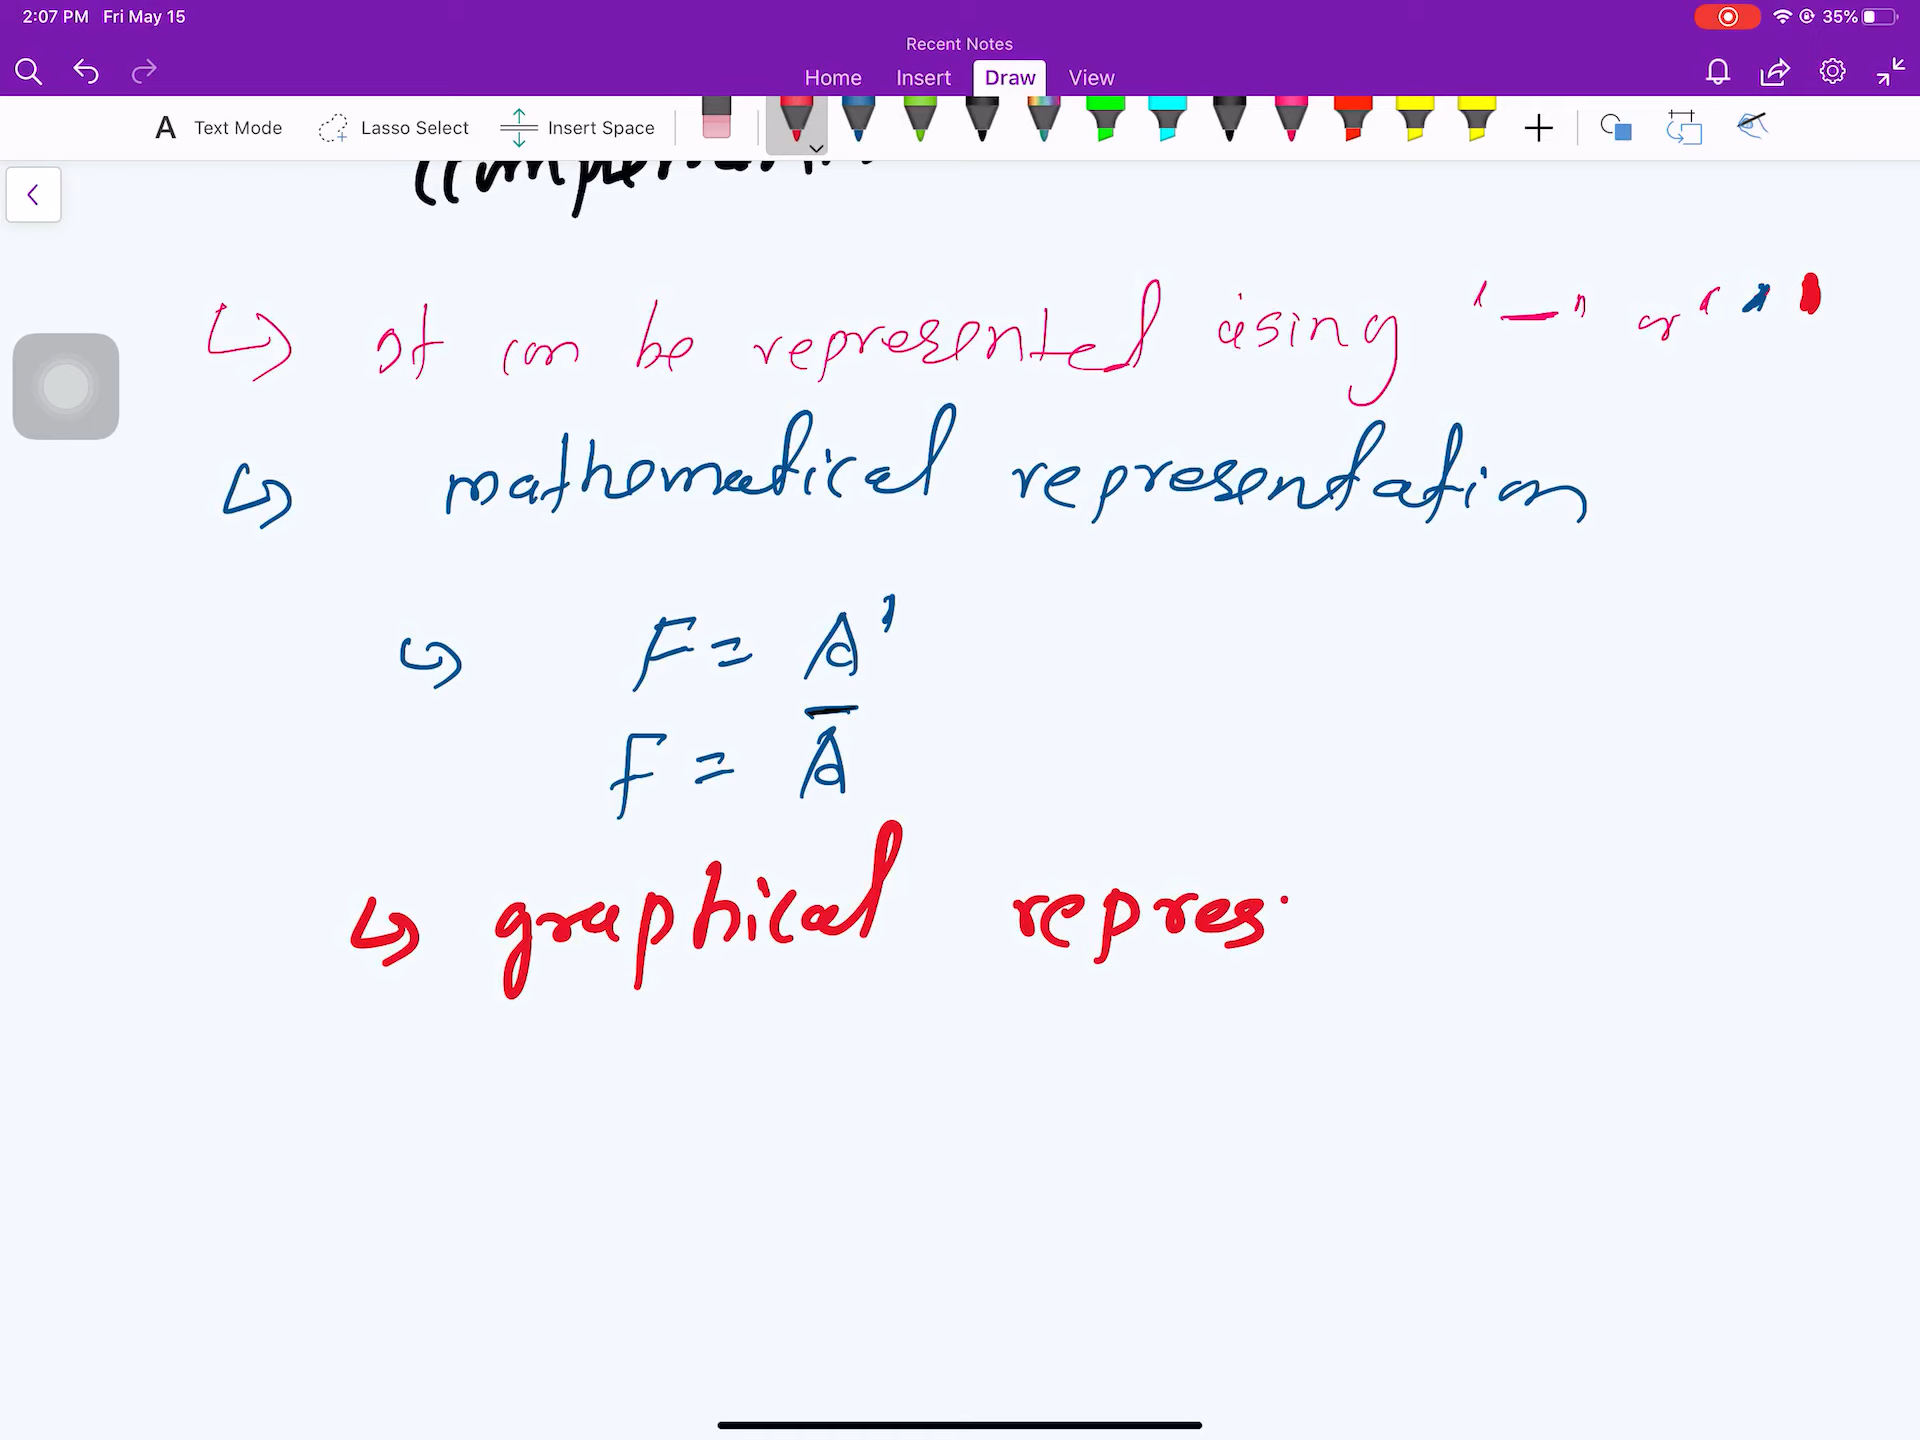 2:07 PM Fri May 15
35%
Recent Notes
Home Insert Draw View
A Text Mode Lasso Select Insert Space
↳ It can be represented using '—' or ' '
↳ mathematical representation
↳ F = A'
F = A̅
↳ graphical repres